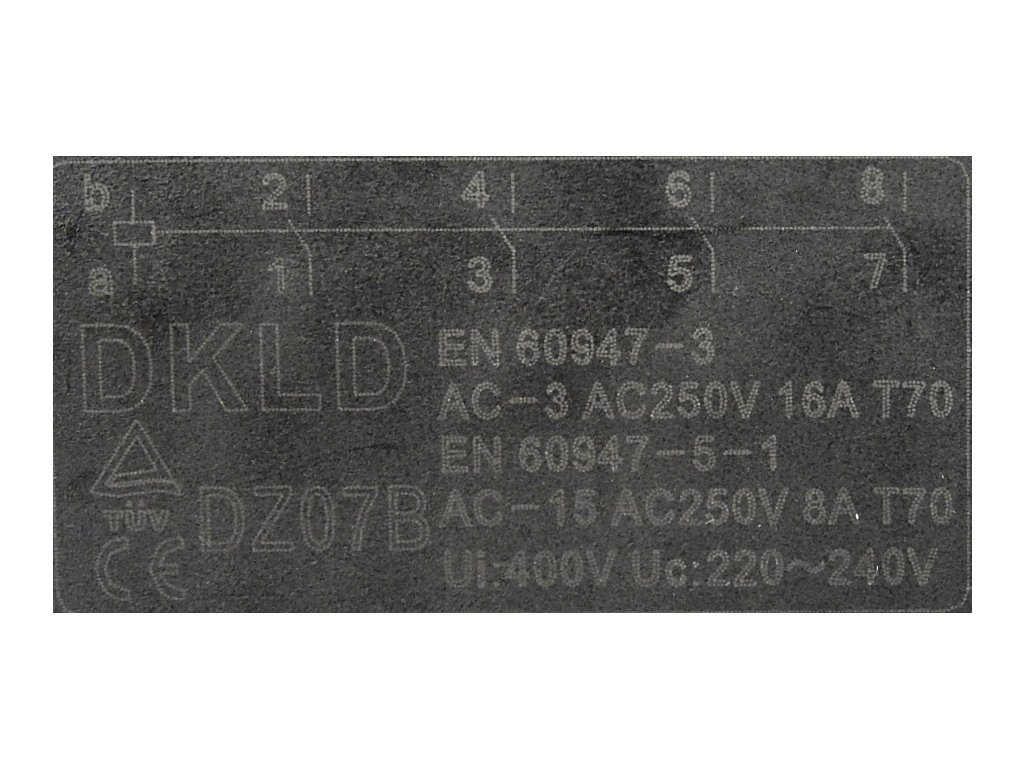 b 2 4 6 8
a 1 3 5 7
DKLD
EN 60947-3
AC-3 AC250V 16A T70
EN 60947-5-1
AC-15 AC250V 8A T70
Ui:400V Uc:220~240V
TÜV
DZ07B
CE